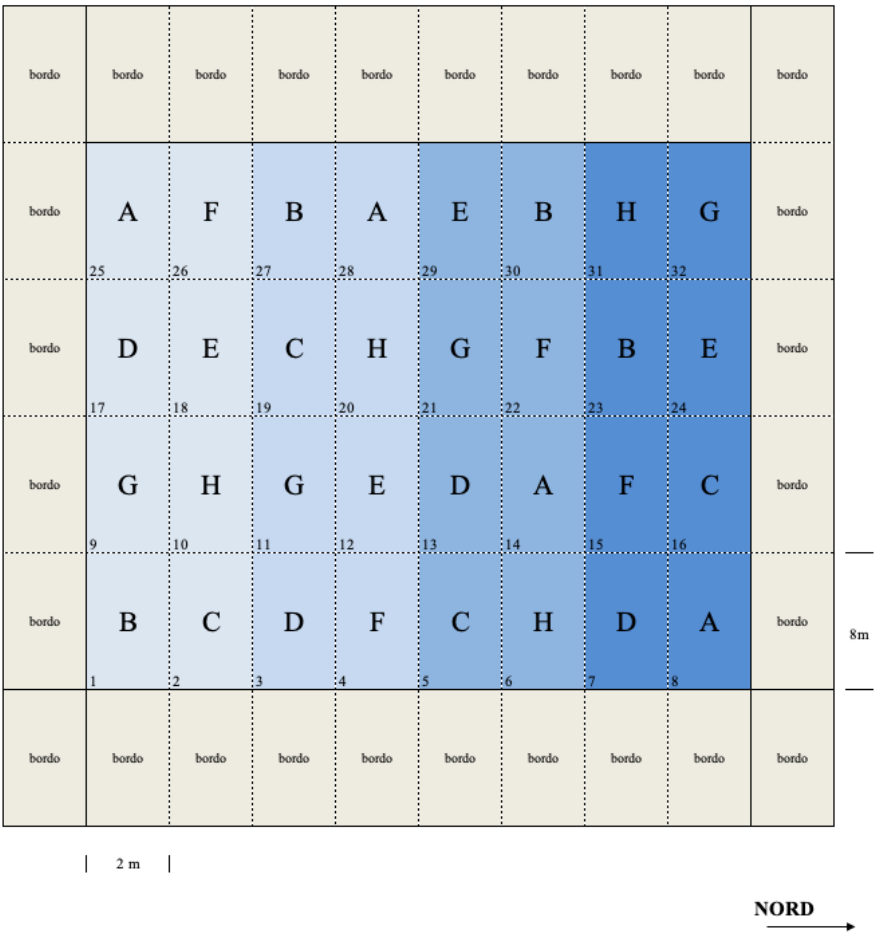 bordo bordo bordo bordo bordo bordo bordo bordo bordo bordo
bordo A F B A E B H G bordo
25 26 27 28 29 30 31 32
bordo D E C H G F B E bordo
17 18 19 20 21 22 23 24
bordo G H G E D A F C bordo
9 10 11 12 13 14 15 16
bordo B C D F C H D A bordo
8m
1 2 3 4 5 6 7 8
bordo bordo bordo bordo bordo bordo bordo bordo bordo bordo
2 m
NORD